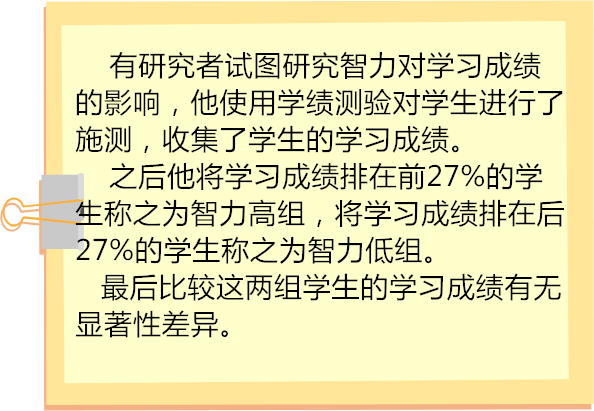 有研究者试图研究智力对学习成绩
的影响，他使用学绩测验对学生进行了
施测，收集了学生的学习成绩。
之后他将学习成绩排在前27%的学
生称之为智力高组，将学习成绩排在后
27%的学生称之为智力低组。
最后比较这两组学生的学习成绩有无
显著性差异。